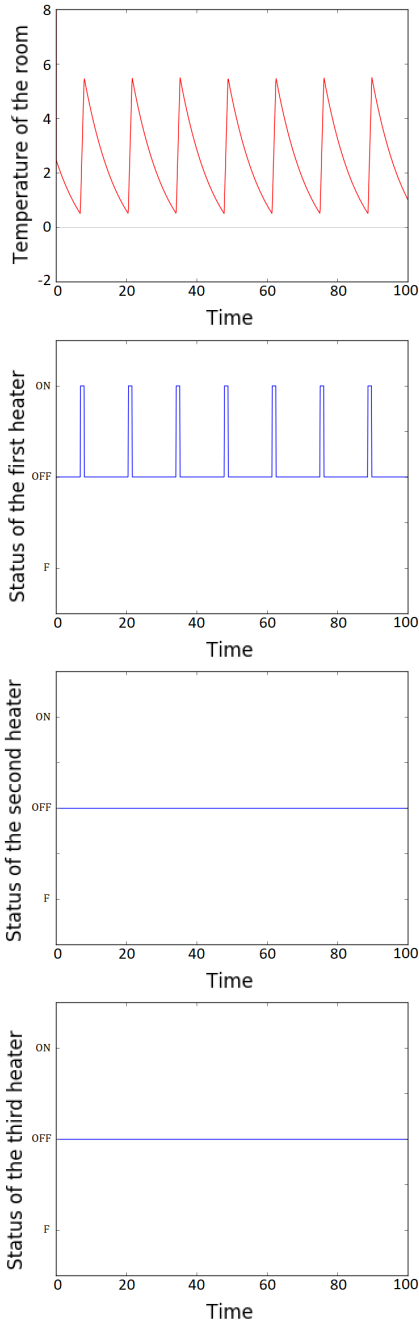 Temperature of the room
8
6
4
2
0
-2
0 20 40 60 80 100
Time
Status of the first heater
ON
OFF
F
0 20 40 60 80 100
Time
Status of the second heater
ON
OFF
F
0 20 40 60 80 100
Time
Status of the third heater
ON
OFF
F
0 20 40 60 80 100
Time